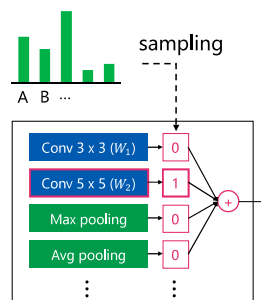 sampling
A B ...
Conv 3 x 3 (W₁) 0
Conv 5 x 5 (W₂) 1
+
Max pooling 0
Avg pooling 0
⋮ ⋮